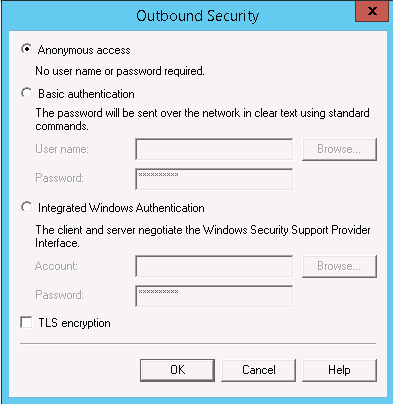 Outbound Security
x
Anonymous access
No user name or password required.
Basic authentication
The password will be sent over the network in clear text using standard
commands.
User name:
Browse...
Password: xxxxxxxxxx
Integrated Windows Authentication
The client and server negotiate the Windows Security Support Provider
Interface.
Account:
Browse...
Password: xxxxxxxxxx
TLS encryption
OK Cancel Help